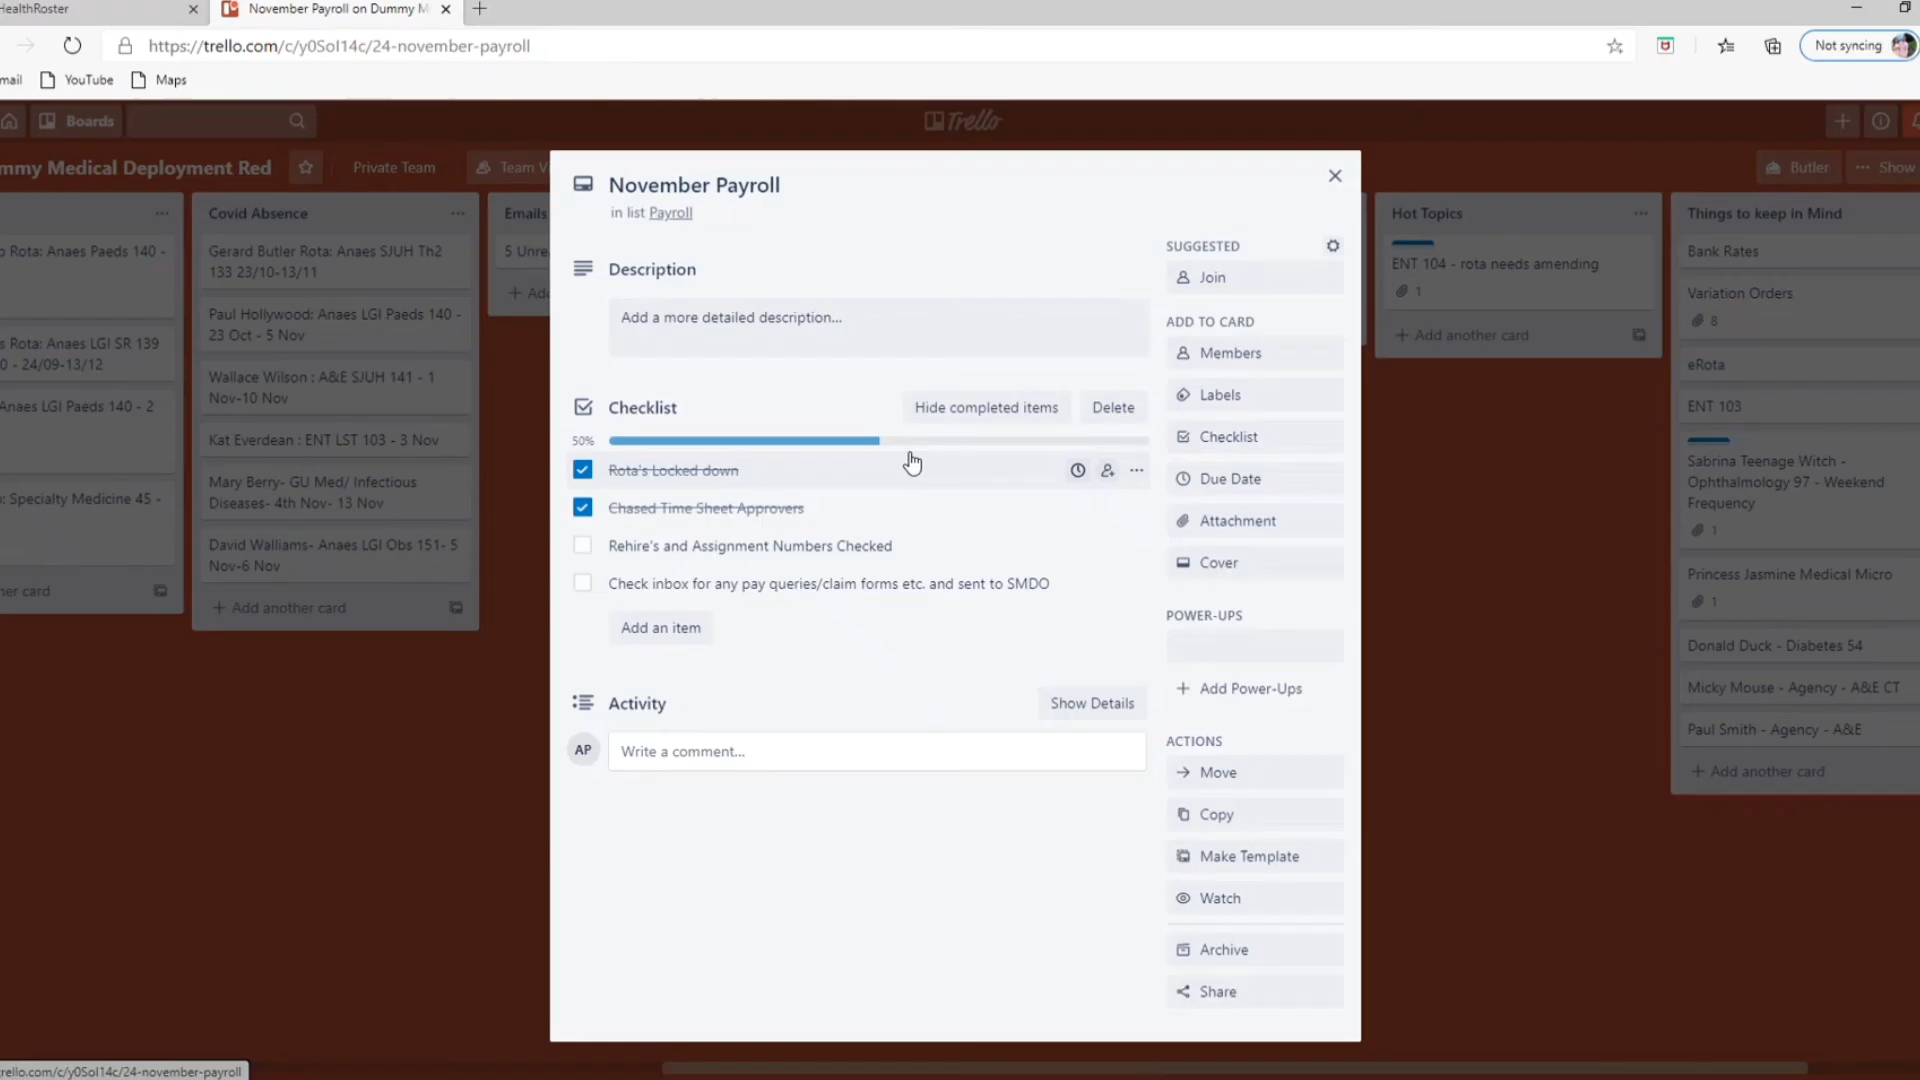 HealthRoster
November Payroll on Dummy M
https://trello.com/c/y0SoI14c/24-november-payroll
Not syncing
mail
YouTube
Maps
Boards
Trello
mmy Medical Deployment Red
Private Team
Team V
Butler
Show
Rota: Anaes Paeds 140 -
s Rota: Anaes LGI SR 139
0 - 24/09-13/12
Anaes LGI Paeds 140 - 2
: Specialty Medicine 45 -
her card
Covid Absence
Gerard Butler Rota: Anaes SJUH Th2
133 23/10-13/11
Paul Hollywood: Anaes LGI Paeds 140 -
23 Oct - 5 Nov
Wallace Wilson : A&E SJUH 141 - 1
Nov-10 Nov
Kat Everdean : ENT LST 103 - 3 Nov
Mary Berry- GU Med/ Infectious
Diseases- 4th Nov- 13 Nov
David Walliams- Anaes LGI Obs 151- 5
Nov-6 Nov
+ Add another card
Emails
5 Unre
+ Add
November Payroll
in list Payroll
Description
Add a more detailed description...
Checklist
Hide completed items
Delete
50%
Rota's Locked down
Chased Time Sheet Approvers
Rehire's and Assignment Numbers Checked
Check inbox for any pay queries/claim forms etc. and sent to SMDO
Add an item
Activity
Show Details
AP
Write a comment...
SUGGESTED
Join
ADD TO CARD
Members
Labels
Checklist
Due Date
Attachment
Cover
POWER-UPS
+ Add Power-Ups
ACTIONS
Move
Copy
Make Template
Watch
Archive
Share
Hot Topics
ENT 104 - rota needs amending
1
+ Add another card
Things to keep in Mind
Bank Rates
Variation Orders
8
eRota
ENT 103
Sabrina Teenage Witch -
Ophthalmology 97 - Weekend
Frequency
1
Princess Jasmine Medical Micro
1
Donald Duck - Diabetes 54
Micky Mouse - Agency - A&E CT
Paul Smith - Agency - A&E
+ Add another card
rello.com/c/y0SoI14c/24-november-payroll